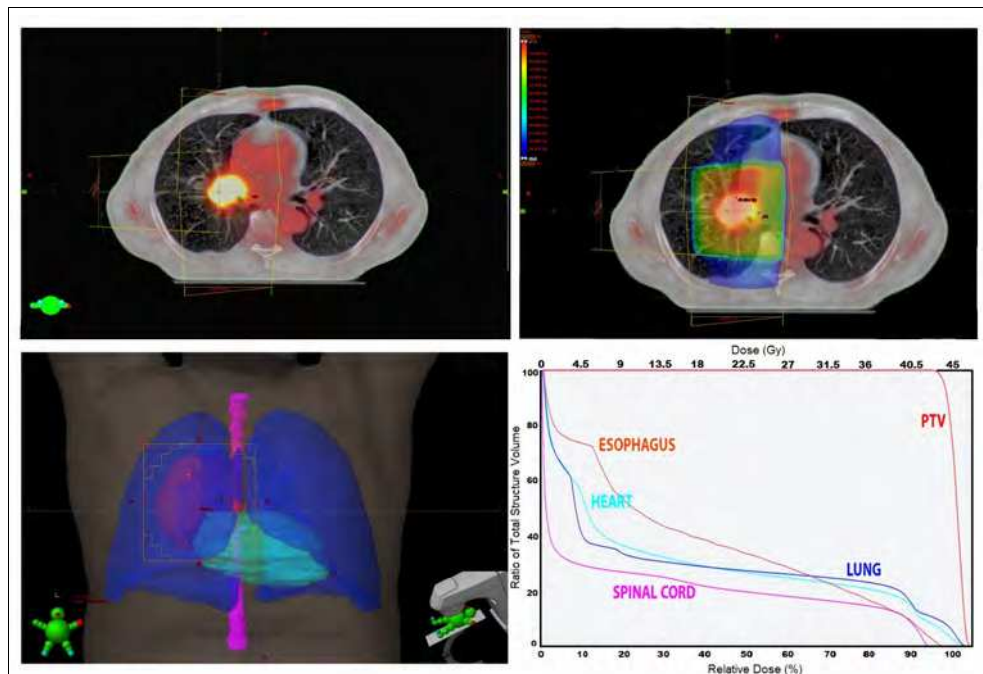 Dose (Gy)
0 4.5 9 13.5 18 22.5 27 31.5 36 40.5 45
100
80
60
40
20
0
Ratio of Total Structure Volume
PTV
ESOPHAGUS
HEART
LUNG
SPINAL CORD
0 10 20 30 40 50 60 70 80 90 100
Relative Dose (%)
L